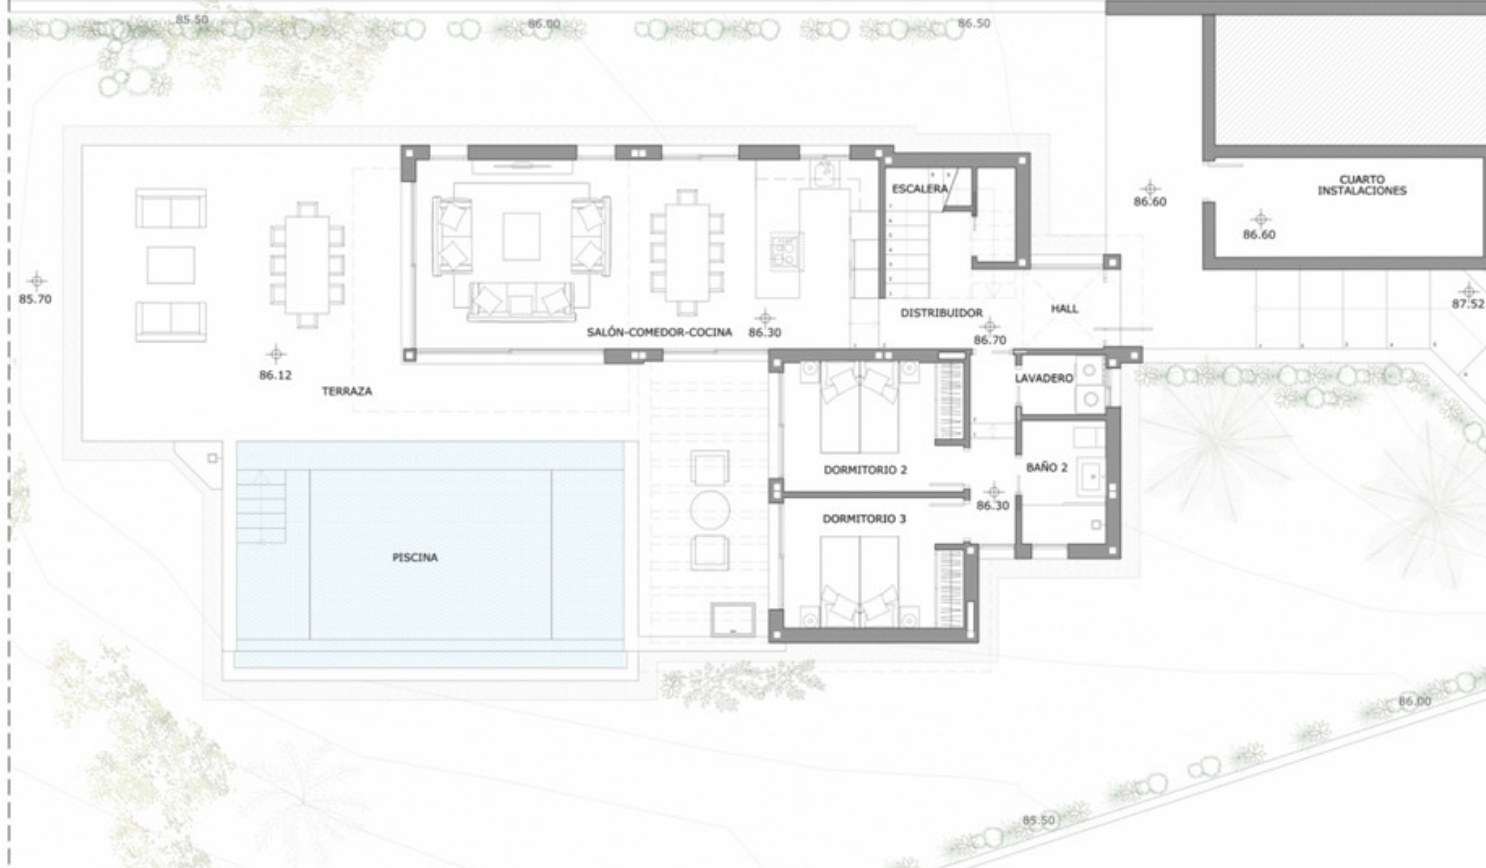 85.50
86.00
86.50
CUARTO
INSTALACIONES
86.60
86.60
ESCALERA
85.70
87.52
SALÓN-COMEDOR-COCINA
86.30
DISTRIBUIDOR
HALL
86.70
86.12
TERRAZA
LAVADERO
DORMITORIO 2
BAÑO 2
86.30
DORMITORIO 3
PISCINA
86.00
85.50